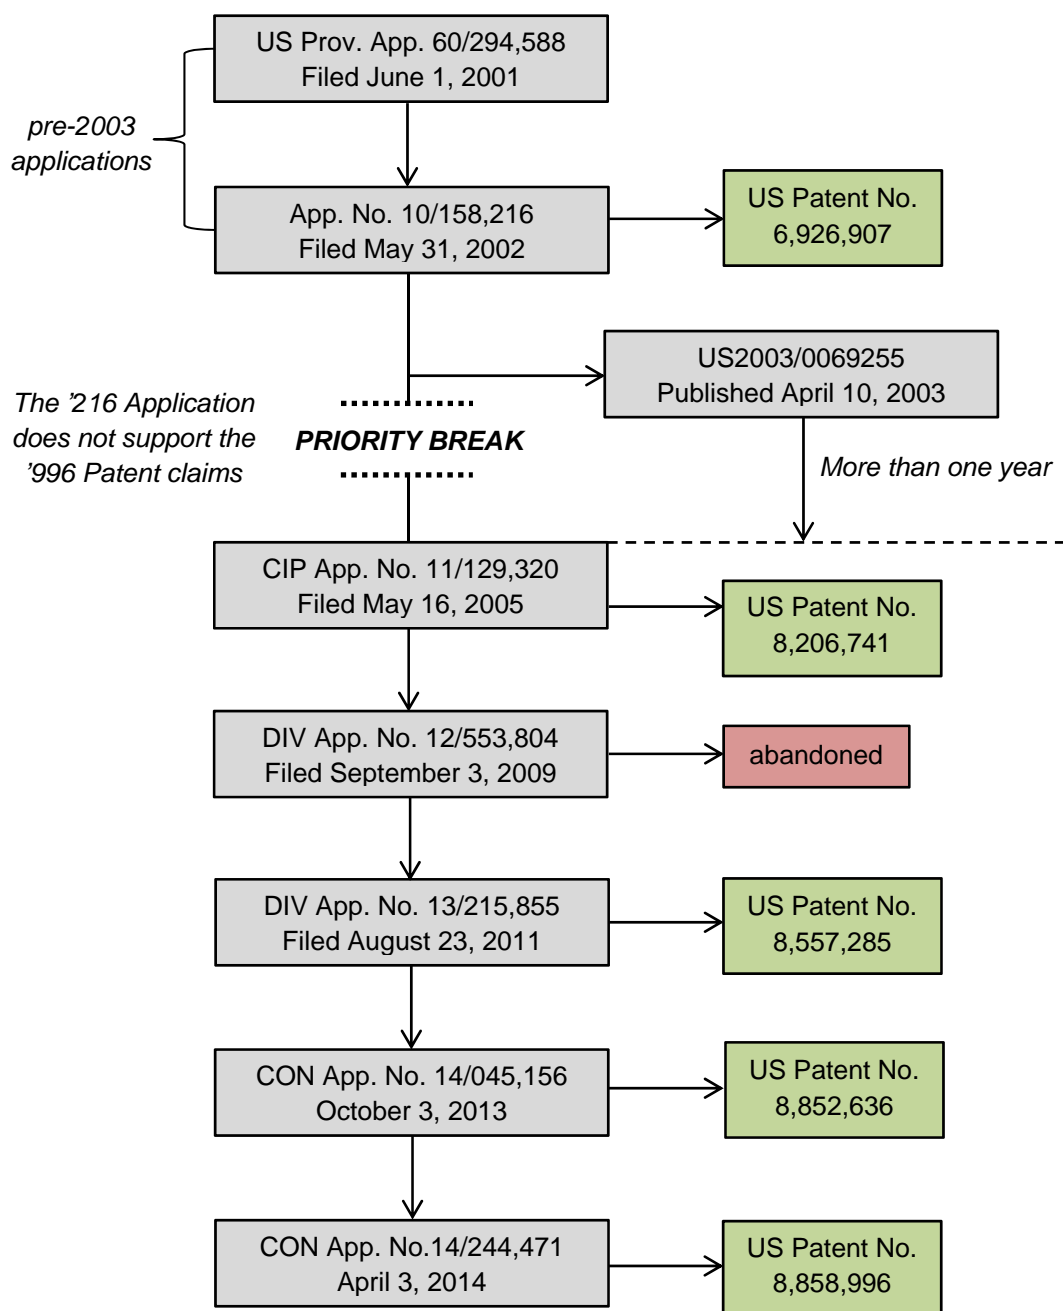 US Prov. App. 60/294,588
Filed June 1, 2001
pre-2003
applications
App. No. 10/158,216
Filed May 31, 2002
US Patent No.
6,926,907
US2003/0069255
Published April 10, 2003
The ’216 Application
does not support the
’996 Patent claims
PRIORITY BREAK
More than one year
CIP App. No. 11/129,320
Filed May 16, 2005
US Patent No.
8,206,741
DIV App. No. 12/553,804
Filed September 3, 2009
abandoned
DIV App. No. 13/215,855
Filed August 23, 2011
US Patent No.
8,557,285
CON App. No. 14/045,156
October 3, 2013
US Patent No.
8,852,636
CON App. No.14/244,471
April 3, 2014
US Patent No.
8,858,996